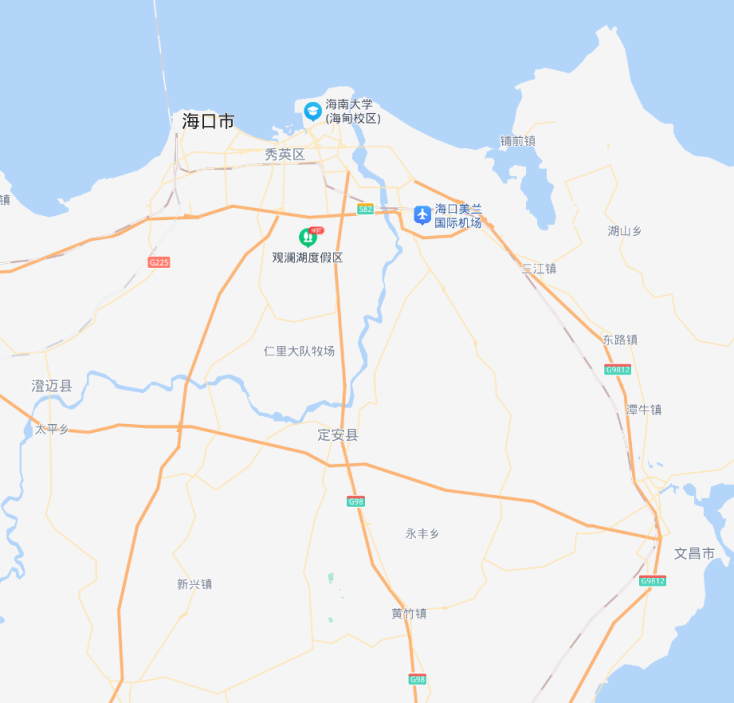 海南大学
(海甸校区)
海口市
铺前镇
秀英区
镇
海口美兰
国际机场
S82
湖山乡
观澜湖度假区
G225
三江镇
东路镇
仁里大队牧场
G9812
澄迈县
潭牛镇
太平乡
定安县
G98
永丰乡
文昌市
G9812
新兴镇
黄竹镇
G98